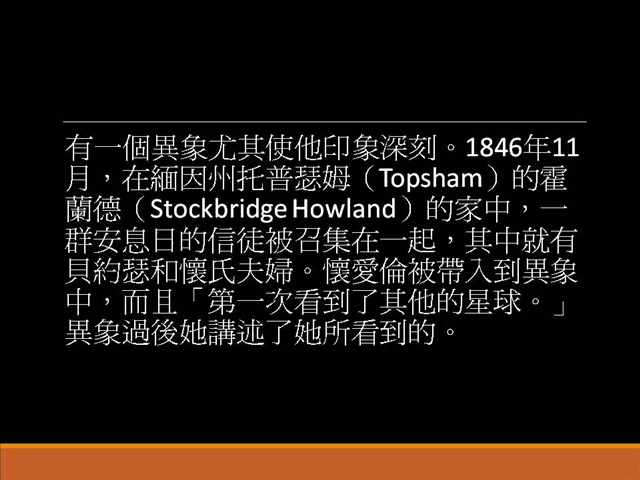 有一個異象尤其使他印象深刻。1846年11
月，在緬因州托普瑟姆（Topsham）的霍
蘭德（Stockbridge Howland）的家中，一
群安息日的信徒被召集在一起，其中就有
貝約瑟和懷氏夫婦。懷愛倫被帶入到異象
中，而且「第一次看到了其他的星球。」
異象過後她講述了她所看到的。